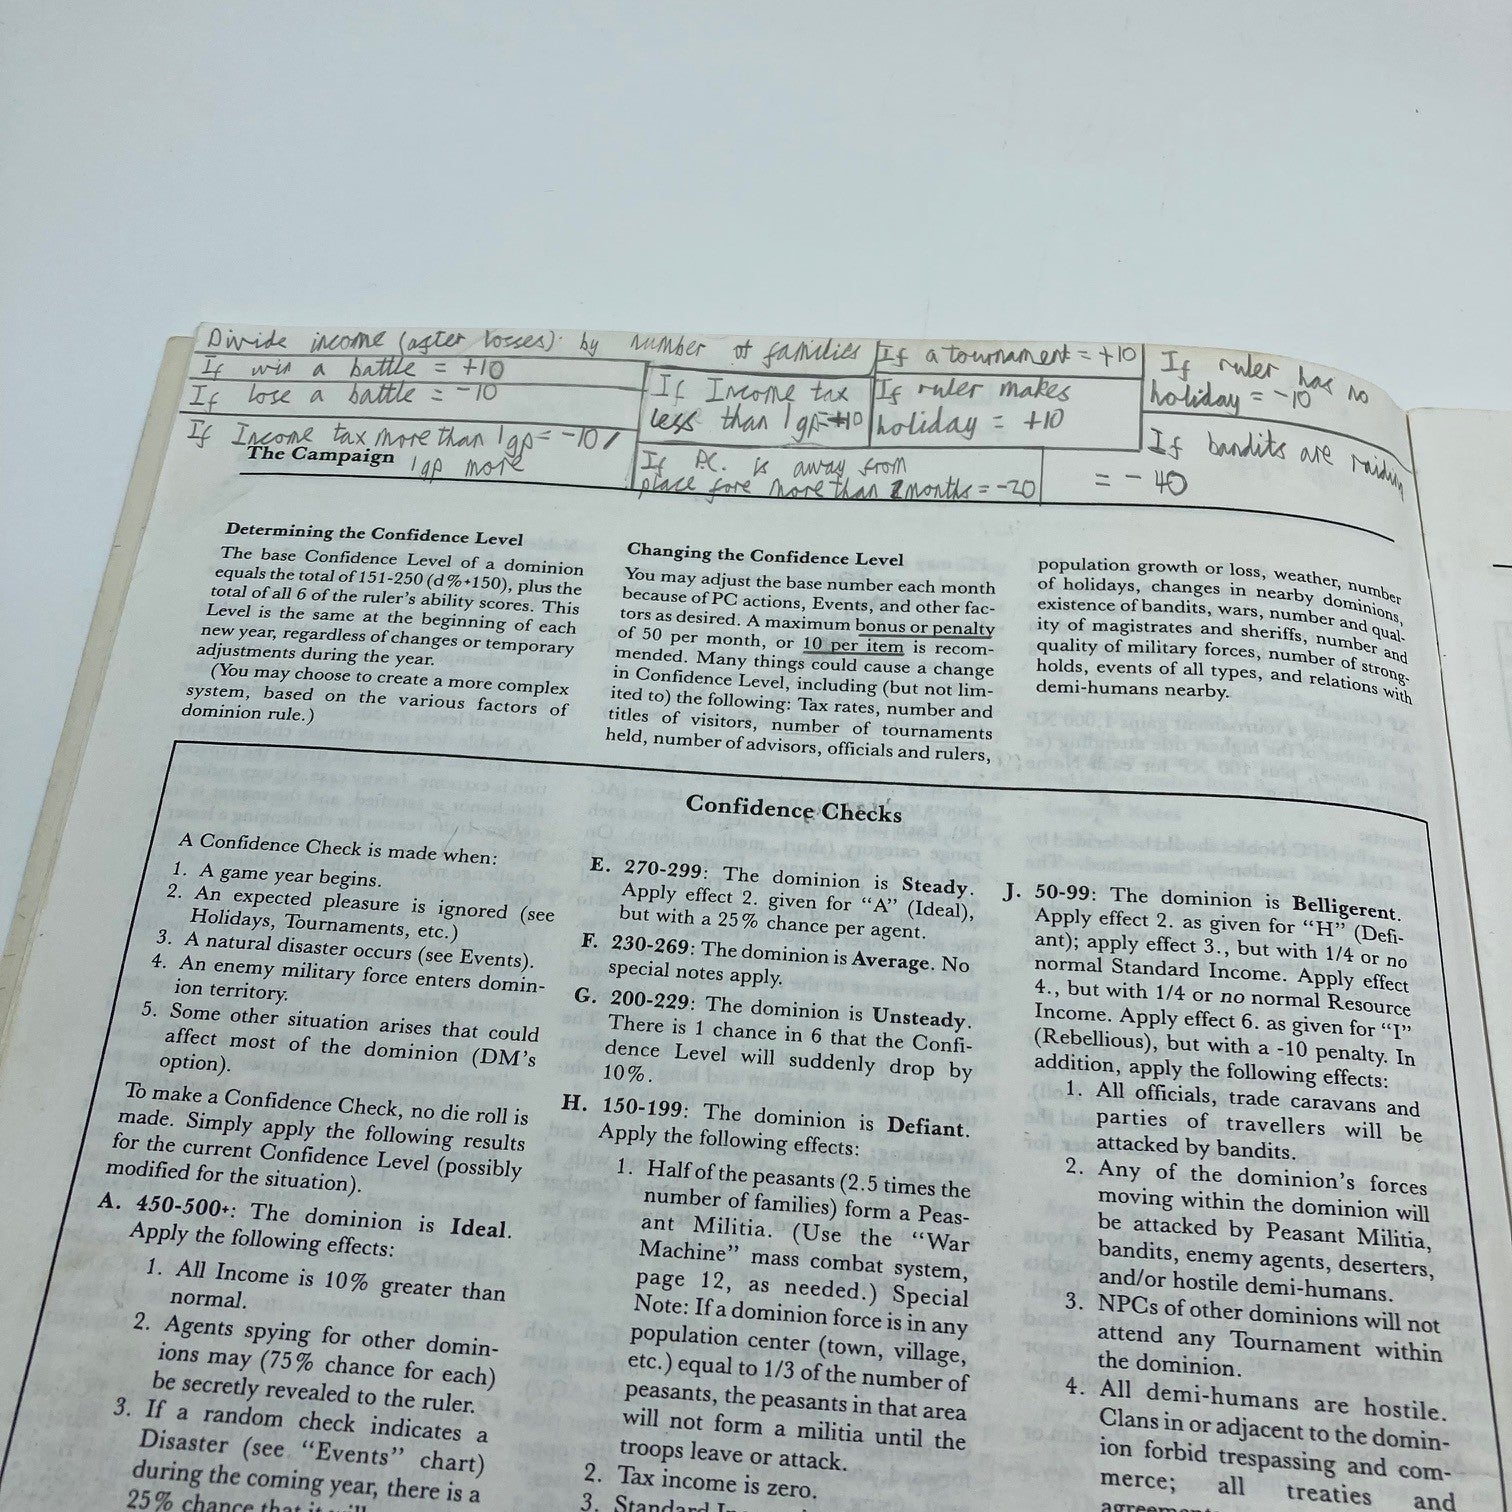 Divide income (after losses) by number of families
If win a battle = +10
If lose a battle = -10
If Income tax more than 1gp = -10/
1gp more
If Income tax
less than 1gp=+10
If a tournament = +10
If ruler makes
holiday = +10
If ruler has no
holiday = -10
If P.C. is away from
place fore more than 2months = -20
If bandits are raiding
= -40
The Campaign
Determining the Confidence Level
The base Confidence Level of a dominion
equals the total of 151-250 (d%+150), plus the
total of all 6 of the ruler's ability scores. This
Level is the same at the beginning of each
new year, regardless of changes or temporary
adjustments during the year.
(You may choose to create a more complex
system, based on the various factors of
dominion rule.)
Changing the Confidence Level
You may adjust the base number each month
because of PC actions, Events, and other fac-
tors as desired. A maximum bonus or penalty
of 50 per month, or 10 per item is recom-
mended. Many things could cause a change
in Confidence Level, including (but not lim-
ited to) the following: Tax rates, number and
titles of visitors, number of tournaments
held, number of advisors, officials and rulers,
population growth or loss, weather, number
of holidays, changes in nearby dominions,
existence of bandits, wars, number and qual-
ity of magistrates and sheriffs, number and
quality of military forces, number of strong-
holds, events of all types, and relations with
demi-humans nearby.
Confidence Checks
A Confidence Check is made when:
1. A game year begins.
2. An expected pleasure is ignored (see
Holidays, Tournaments, etc.)
3. A natural disaster occurs (see Events).
4. An enemy military force enters domin-
ion territory.
5. Some other situation arises that could
affect most of the dominion (DM's
option).
To make a Confidence Check, no die roll is
made. Simply apply the following results
for the current Confidence Level (possibly
modified for the situation).
A. 450-500+: The dominion is Ideal.
Apply the following effects:
1. All Income is 10% greater than
normal.
2. Agents spying for other domin-
ions may (75% chance for each)
be secretly revealed to the ruler.
3. If a random check indicates a
Disaster (see "Events" chart)
during the coming year, there is a
25% chance that it will
E. 270-299: The dominion is Steady.
Apply effect 2. given for "A" (Ideal),
but with a 25% chance per agent.
F. 230-269: The dominion is Average. No
special notes apply.
G. 200-229: The dominion is Unsteady.
There is 1 chance in 6 that the Confi-
dence Level will suddenly drop by
10%.
H. 150-199: The dominion is Defiant.
Apply the following effects:
1. Half of the peasants (2.5 times the
number of families) form a Peas-
ant Militia. (Use the "War
Machine" mass combat system,
page 12, as needed.) Special
Note: If a dominion force is in any
population center (town, village,
etc.) equal to 1/3 of the number of
peasants, the peasants in that area
will not form a militia until the
troops leave or attack.
2. Tax income is zero.
3. Standard
J. 50-99: The dominion is Belligerent.
Apply effect 2. as given for "H" (Defi-
ant); apply effect 3., but with 1/4 or no
normal Standard Income. Apply effect
4., but with 1/4 or no normal Resource
Income. Apply effect 6. as given for "I"
(Rebellious), but with a -10 penalty. In
addition, apply the following effects:
1. All officials, trade caravans and
parties of travellers will be
attacked by bandits.
2. Any of the dominion's forces
moving within the dominion will
be attacked by Peasant Militia,
bandits, enemy agents, deserters,
and/or hostile demi-humans.
3. NPCs of other dominions will not
attend any Tournament within
the dominion.
4. All demi-humans are hostile.
Clans in or adjacent to the domin-
ion forbid trespassing and com-
merce; all treaties and